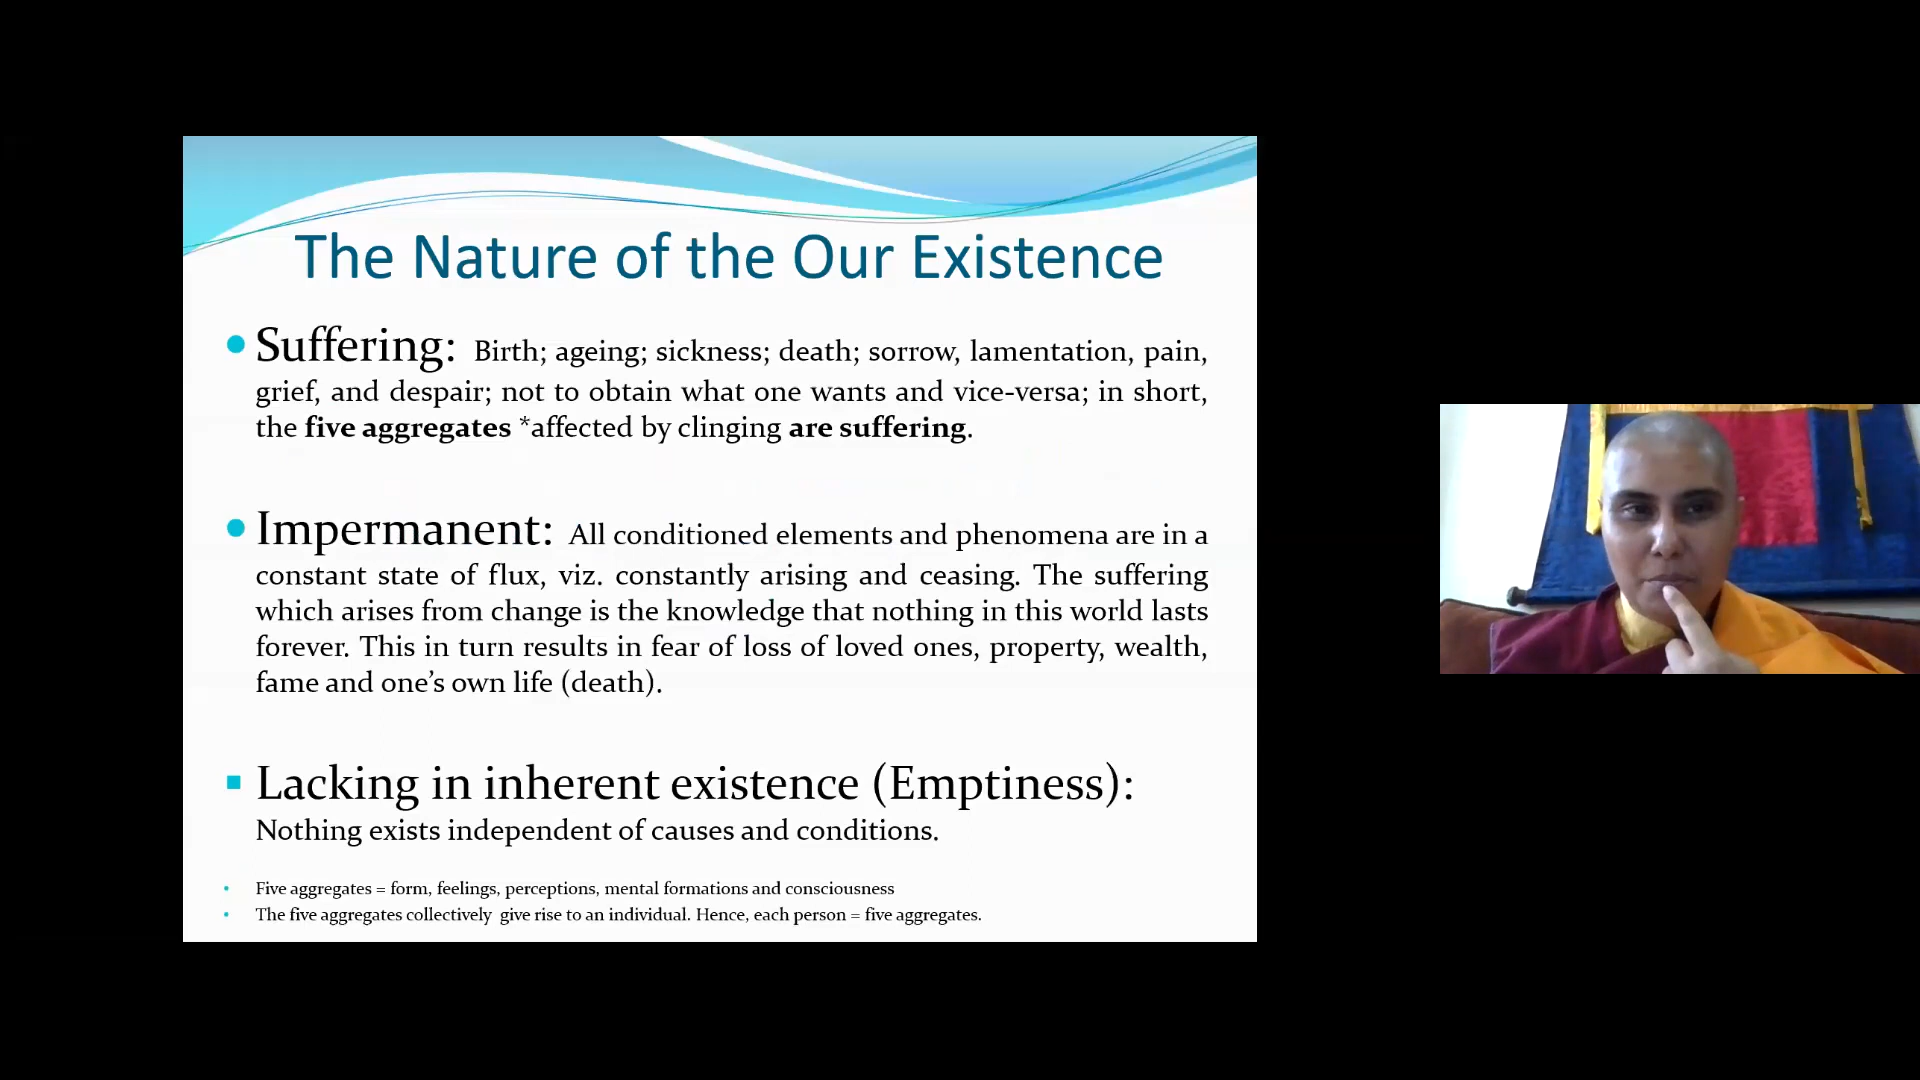 The Nature of the Our Existence
• Suffering: Birth; ageing; sickness; death; sorrow, lamentation, pain,
grief, and despair; not to obtain what one wants and vice-versa; in short,
the five aggregates *affected by clinging are suffering.
• Impermanent: All conditioned elements and phenomena are in a
constant state of flux, viz. constantly arising and ceasing. The suffering
which arises from change is the knowledge that nothing in this world lasts
forever. This in turn results in fear of loss of loved ones, property, wealth,
fame and one’s own life (death).
▪ Lacking in inherent existence (Emptiness):
Nothing exists independent of causes and conditions.
• Five aggregates = form, feelings, perceptions, mental formations and consciousness
• The five aggregates collectively give rise to an individual. Hence, each person = five aggregates.